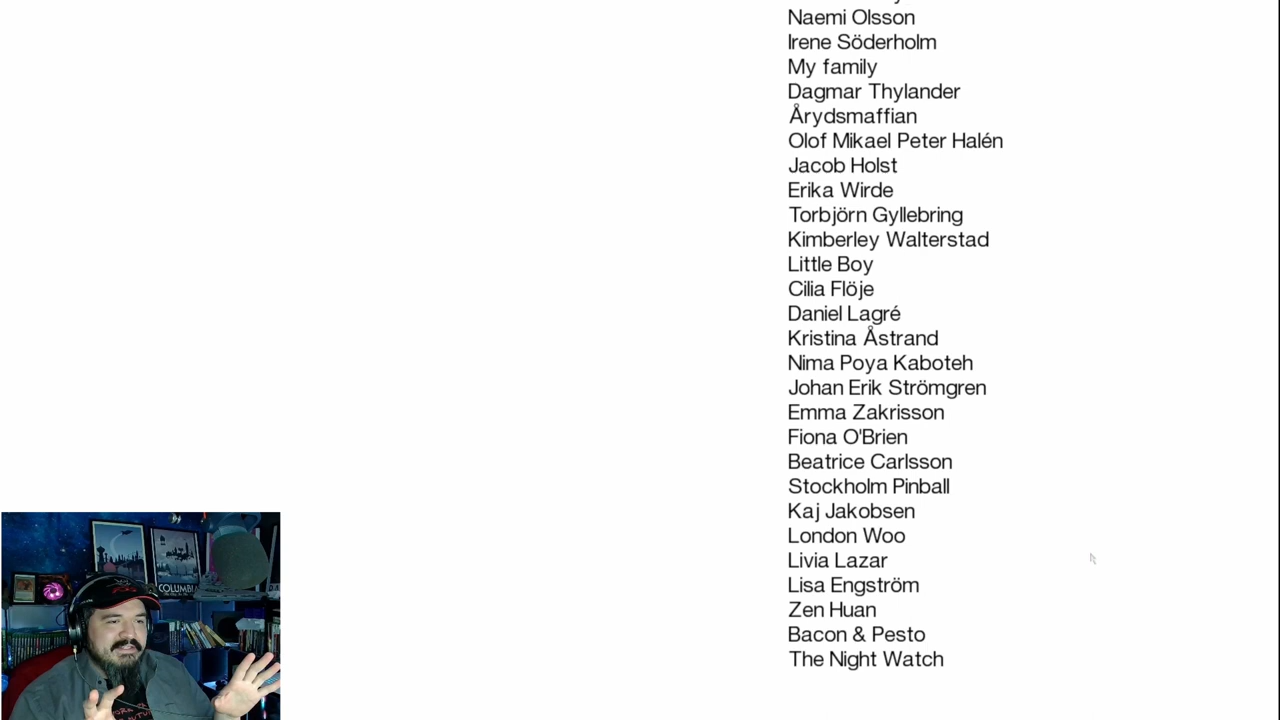 Naemi Olsson
Irene Söderholm
My family
Dagmar Thylander
Årydsmaffian
Olof Mikael Peter Halén
Jacob Holst
Erika Wirde
Torbjörn Gyllebring
Kimberley Walterstad
Little Boy
Cilia Flöje
Daniel Lagré
Kristina Åstrand
Nima Poya Kaboteh
Johan Erik Strömgren
Emma Zakrisson
Fiona O'Brien
Beatrice Carlsson
Stockholm Pinball
Kaj Jakobsen
London Woo
Livia Lazar
Lisa Engström
Zen Huan
Bacon & Pesto
The Night Watch
COLUMBIA